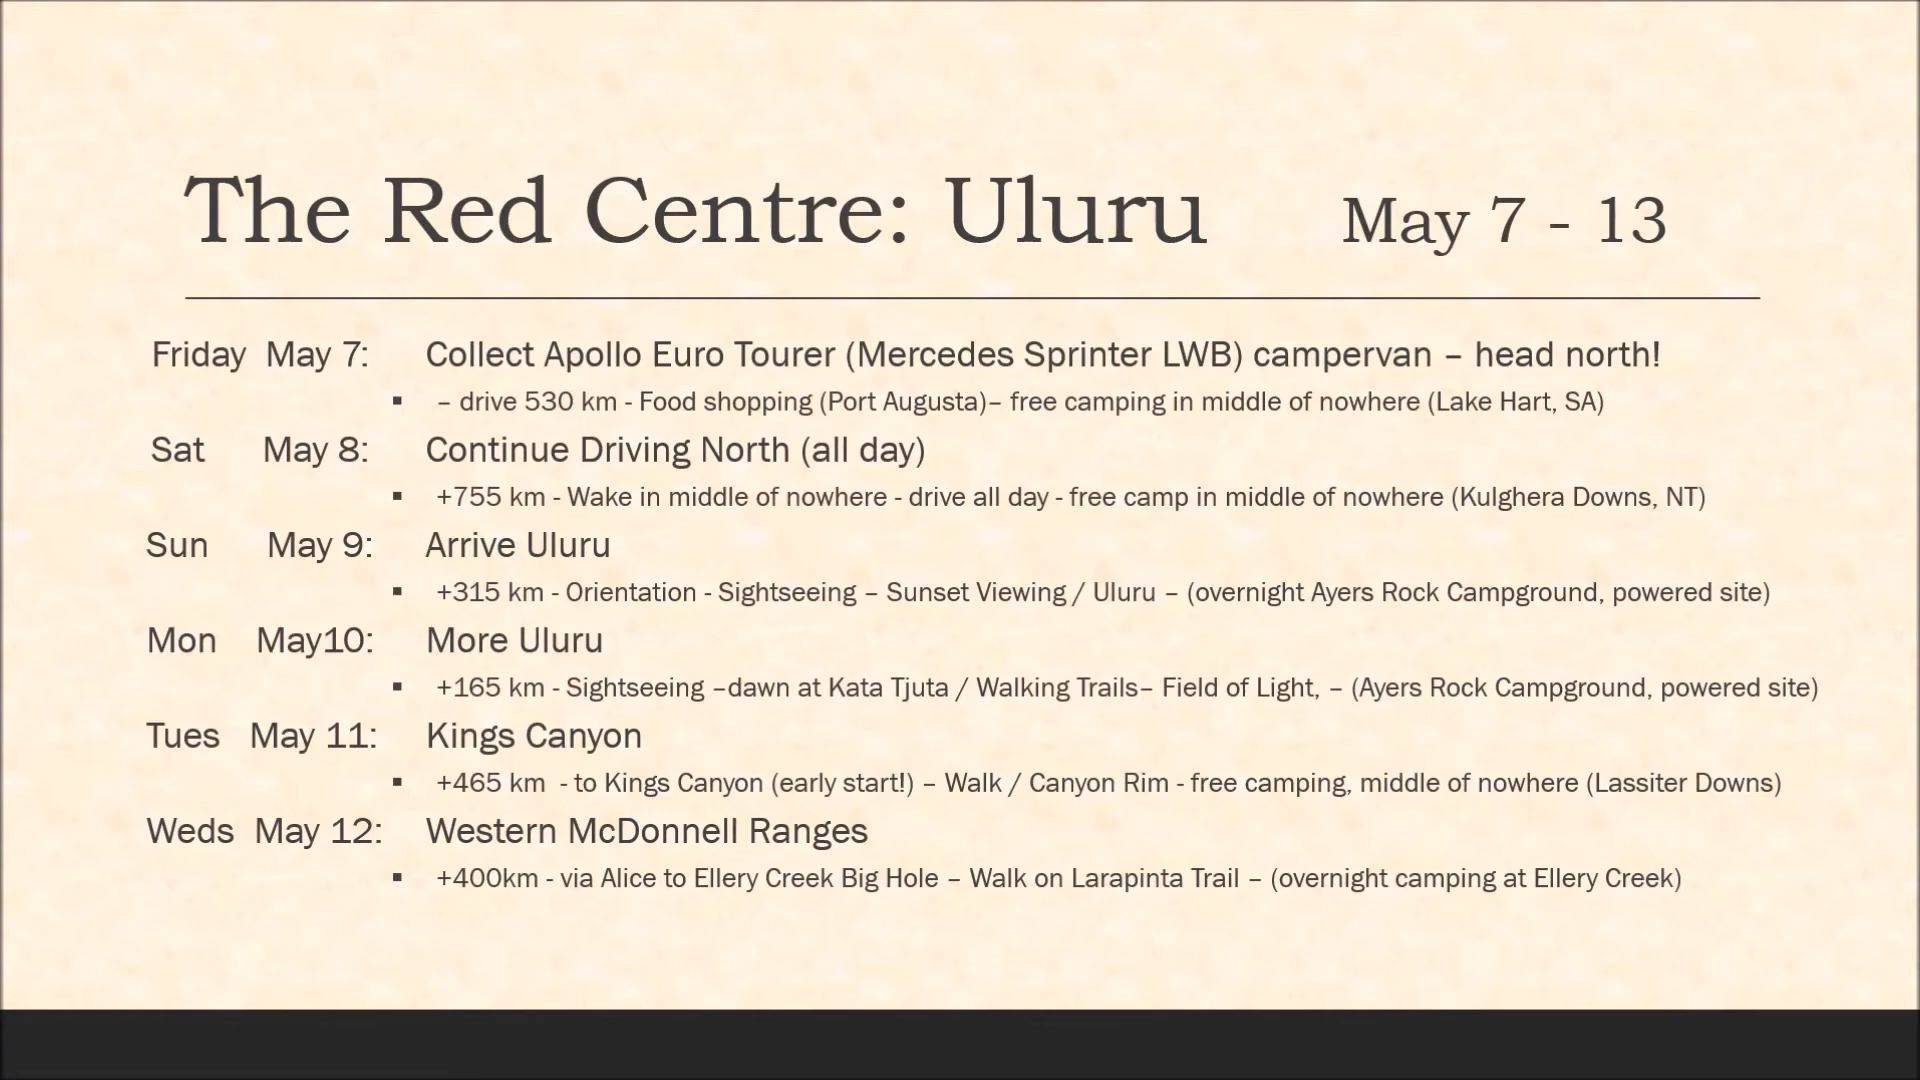 The Red Centre: Uluru May 7 - 13
Friday May 7: Collect Apollo Euro Tourer (Mercedes Sprinter LWB) campervan – head north!
▪ – drive 530 km - Food shopping (Port Augusta)– free camping in middle of nowhere (Lake Hart, SA)
Sat May 8: Continue Driving North (all day)
▪ +755 km - Wake in middle of nowhere - drive all day - free camp in middle of nowhere (Kulghera Downs, NT)
Sun May 9: Arrive Uluru
▪ +315 km - Orientation - Sightseeing – Sunset Viewing / Uluru – (overnight Ayers Rock Campground, powered site)
Mon May10: More Uluru
▪ +165 km - Sightseeing –dawn at Kata Tjuta / Walking Trails– Field of Light, – (Ayers Rock Campground, powered site)
Tues May 11: Kings Canyon
▪ +465 km - to Kings Canyon (early start!) – Walk / Canyon Rim - free camping, middle of nowhere (Lassiter Downs)
Weds May 12: Western McDonnell Ranges
▪ +400km - via Alice to Ellery Creek Big Hole – Walk on Larapinta Trail – (overnight camping at Ellery Creek)